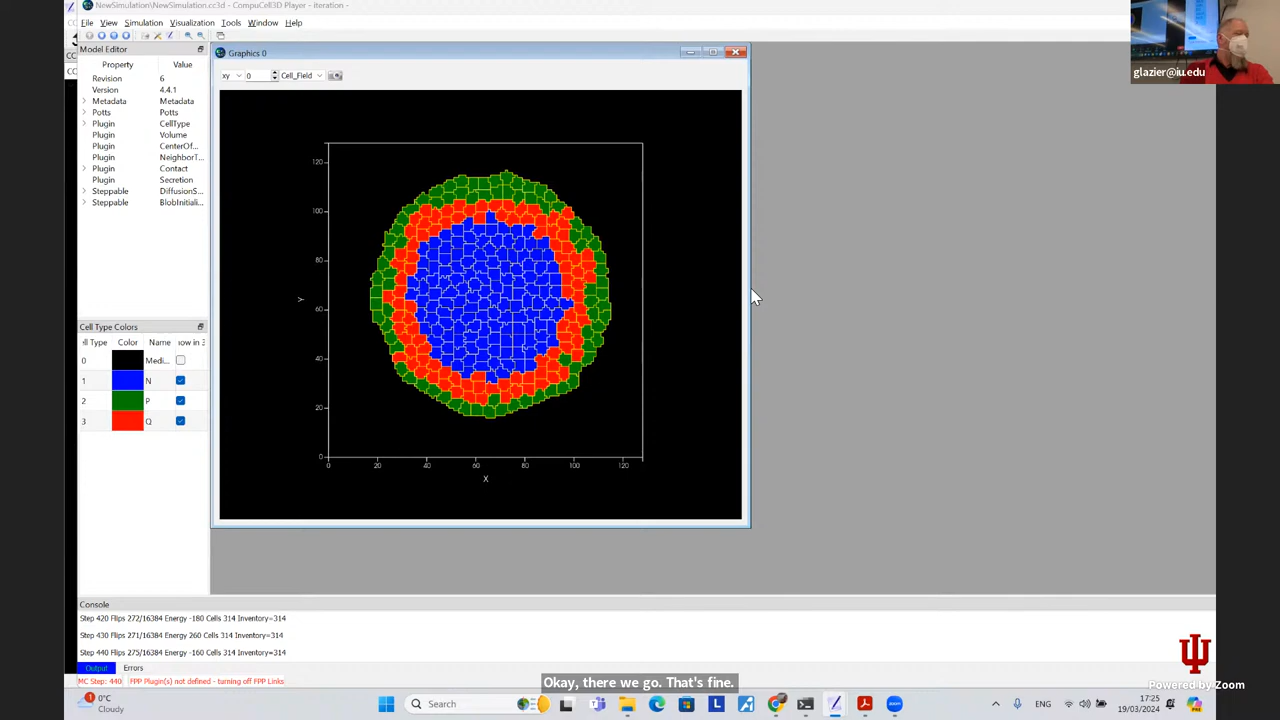 NewSimulation\NewSimulation.cc3d - CompuCell3D Player - iteration -
File View Simulation Visualization Tools Window Help
Model Editor
Property Value
Revision 6
Version 4.4.1
Metadata Metadata
Potts Potts
Plugin CellType
Plugin Volume
Plugin CenterOf...
Plugin NeighborT...
Plugin Contact
Plugin Secretion
Steppable DiffusionS...
Steppable BlobInitiali...
Cell Type Colors
ll Type Color Name
0 Medi...
1 N
2 P
3 Q
Graphics 0
xy 0 Cell_Field
120
100
80
60
40
20
0
Y
0 20 40 60 80 100 120
X
Console
Step 420 Flips 272/16384 Energy -180 Cells 314 Inventory=314
Step 430 Flips 271/16384 Energy 260 Cells 314 Inventory=314
Step 440 Flips 275/16384 Energy -160 Cells 314 Inventory=314
Output Errors
MC Step: 440 FPP Plugin(s) not defined - turning off FPP Links
glazier@iu.edu
Okay, there we go. That's fine.
Powered by Zoom
0°C
Cloudy
Search
ENG
17:25
19/03/2024